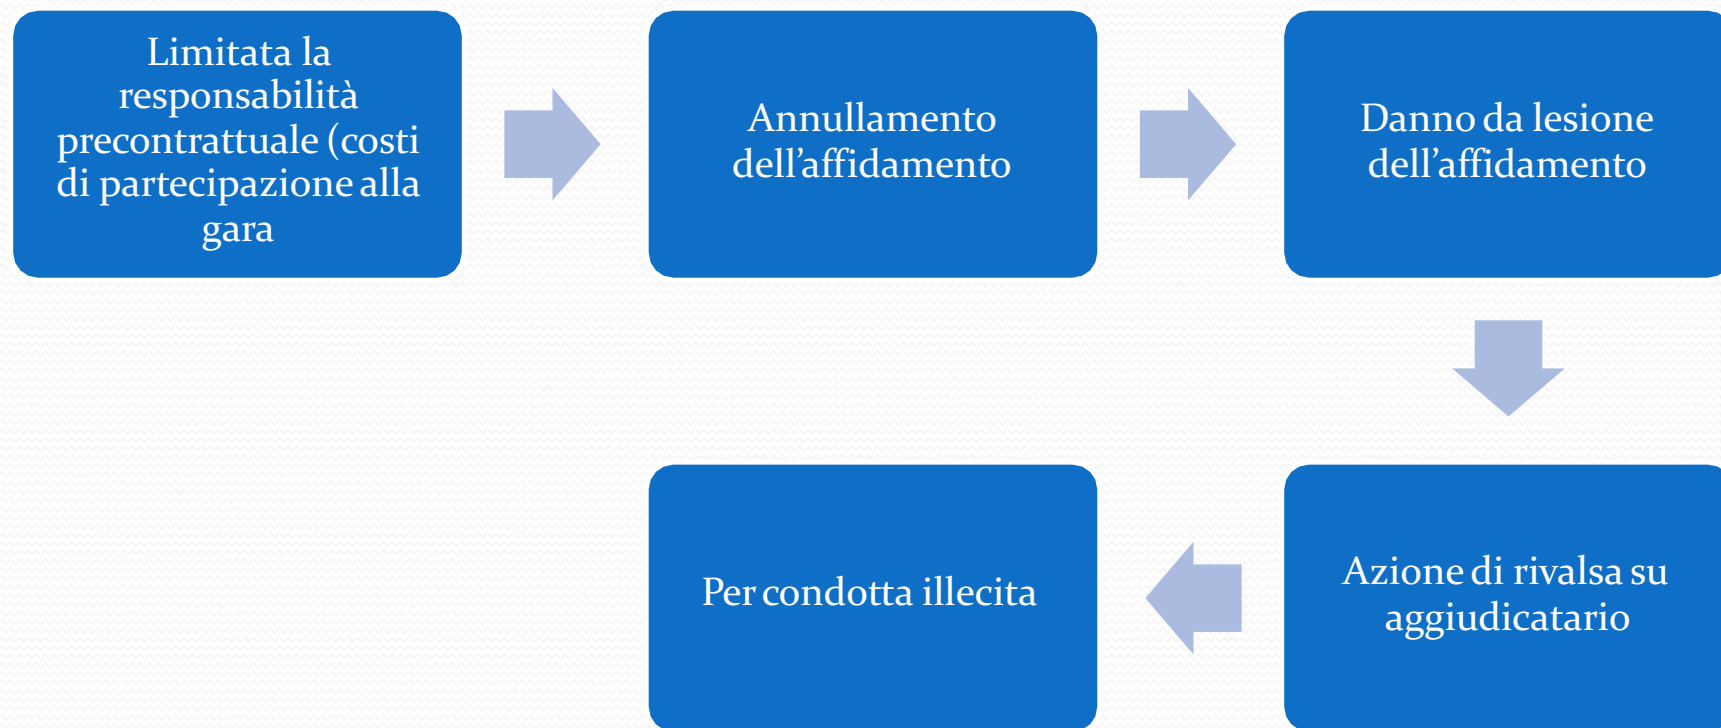 Limitata la
responsabilità
precontrattuale (costi
di partecipazione alla
gara
Annullamento
dell’affidamento
Danno da lesione
dell’affidamento
Azione di rivalsa su
aggiudicatario
Per condotta illecita